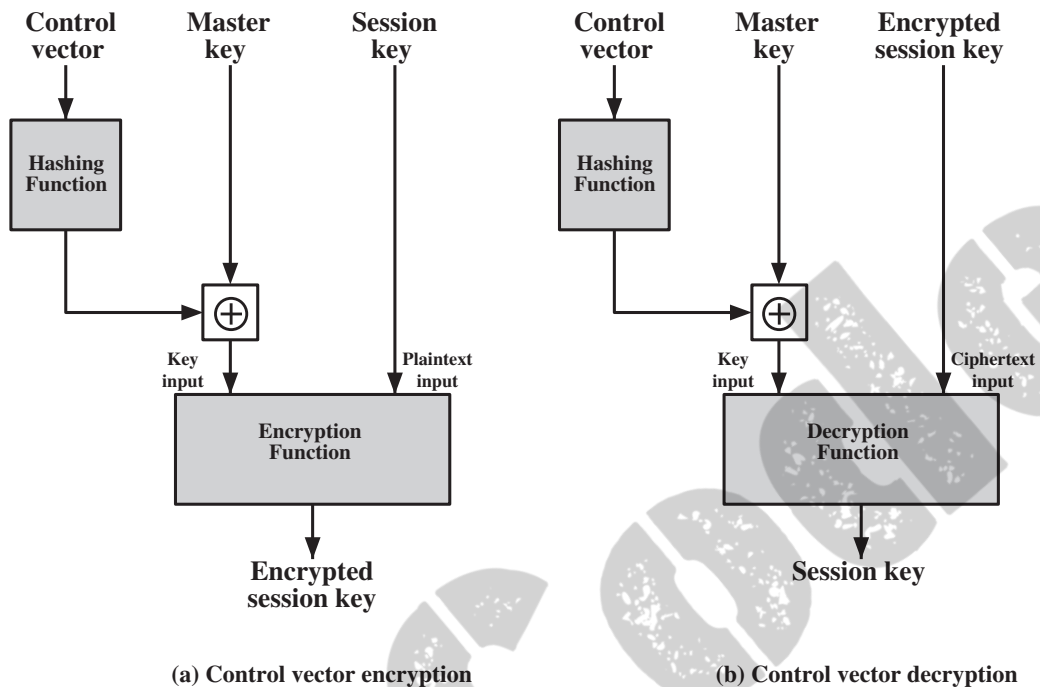 Control
vector
Master
key
Session
key
Hashing
Function
Key
input
Plaintext
input
Encryption
Function
Encrypted
session key
(a) Control vector encryption
Control
vector
Master
key
Encrypted
session key
Hashing
Function
Key
input
Ciphertext
input
Decryption
Function
Session key
(b) Control vector decryption